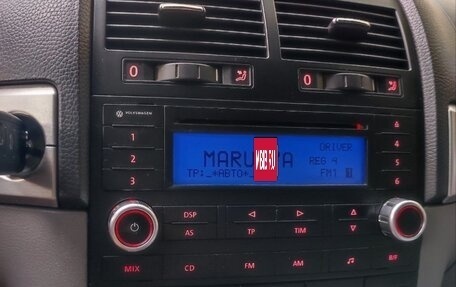 0
0
VOLKSWAGEN
1
2
3
4
5
6
DRIVER
REG 4
TP:_*АВТО*_
FM1
DSP
AS
TP
TIM
MIX
CD
FM
AM
B/F